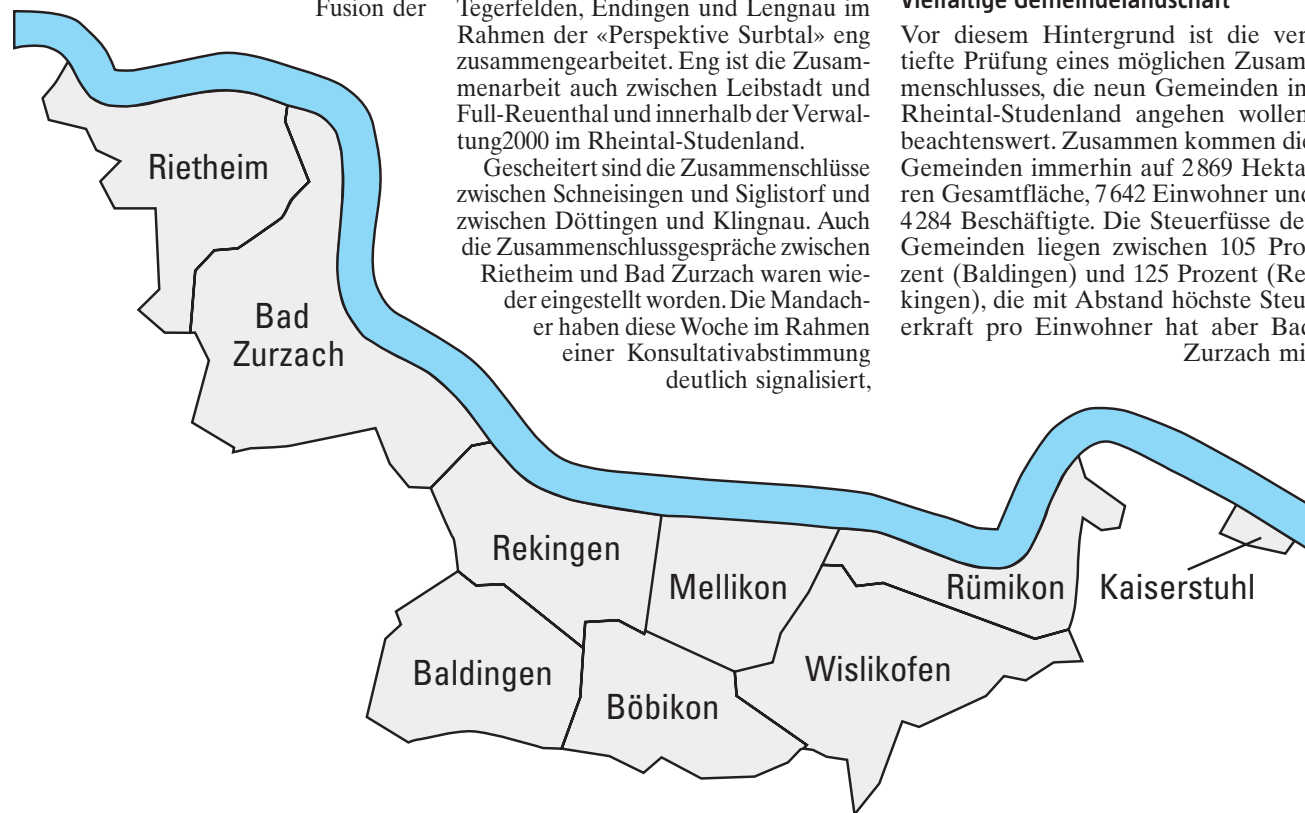 Fusion der
Tegerfelden, Endingen und Lengnau im
Rahmen der «Perspektive Surbtal» eng
zusammengearbeitet. Eng ist die Zusam-
menarbeit auch zwischen Leibstadt und
Full-Reuenthal und innerhalb der Verwal-
tung2000 im Rheintal-Studenland.
Gescheitert sind die Zusammenschlüsse
zwischen Schneisingen und Siglistorf und
zwischen Döttingen und Klingnau. Auch
die Zusammenschlussgespräche zwischen
Rietheim und Bad Zurzach waren wie-
der eingestellt worden. Die Mandach-
er haben diese Woche im Rahmen
einer Konsultativabstimmung
deutlich signalisiert,
Vielfältige Gemeindelandschaft
Vor diesem Hintergrund ist die ver
tiefte Prüfung eines möglichen Zusam
menschlusses, die neun Gemeinden im
Rheintal-Studenland angehen wollen
beachtenswert. Zusammen kommen die
Gemeinden immerhin auf 2869 Hekta
ren Gesamtfläche, 7642 Einwohner und
4284 Beschäftigte. Die Steuerfüsse de
Gemeinden liegen zwischen 105 Pro
zent (Baldingen) und 125 Prozent (Re
kingen), die mit Abstand höchste Steu
erkraft pro Einwohner hat aber Bad
Zurzach mi
Rietheim
Bad
Zurzach
Rekingen
Mellikon
Rümikon
Kaiserstuhl
Baldingen
Böbikon
Wislikofen